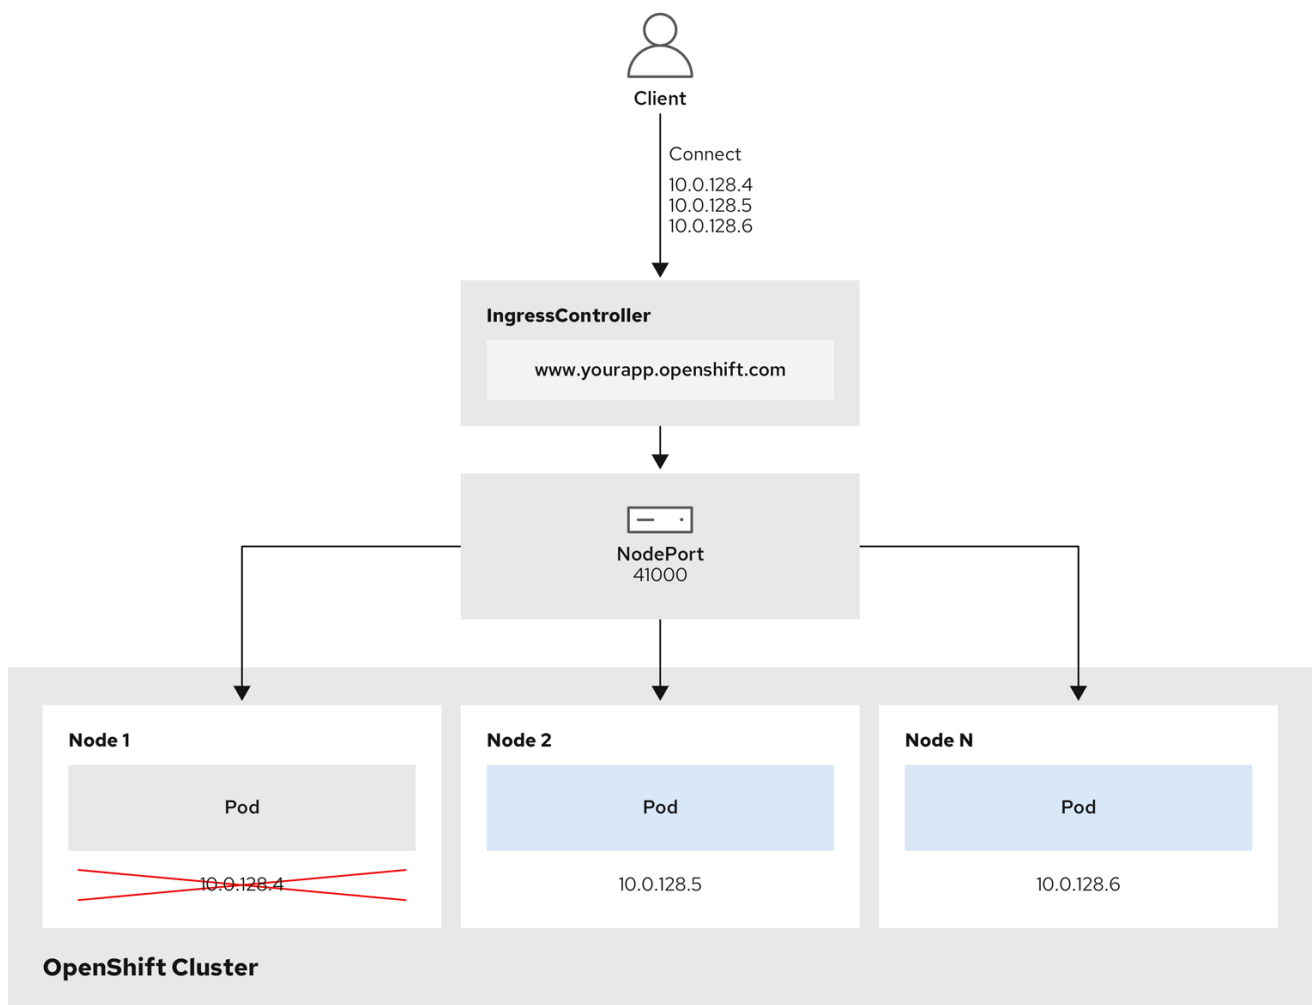 Client
Connect
10.0.128.4
10.0.128.5
10.0.128.6
IngressController
www.yourapp.openshift.com
NodePort
41000
Node 1
Pod
10.0.128.4
Node 2
Pod
10.0.128.5
Node N
Pod
10.0.128.6
OpenShift Cluster